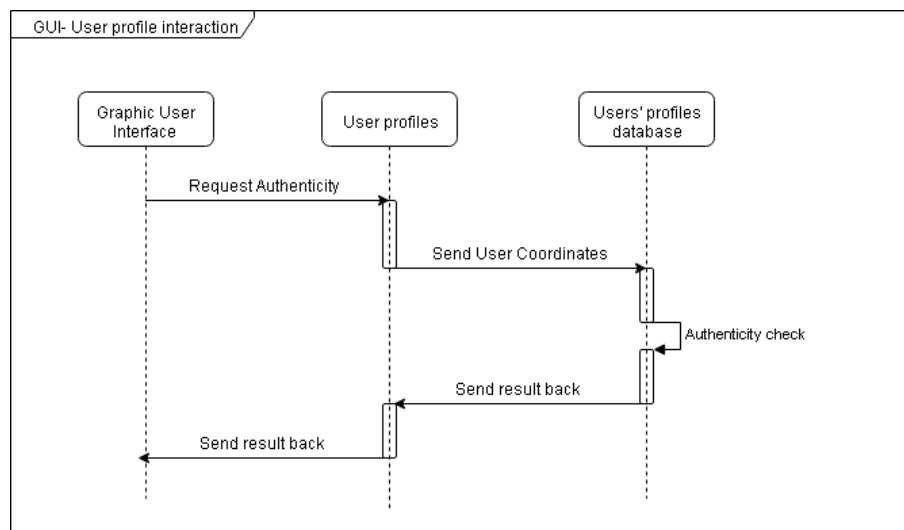 GUI- User profile interaction
Graphic User
Interface
User profiles
Users' profiles
database
Request Authenticity
Send User Coordinates
Authenticity check
Send result back
Send result back